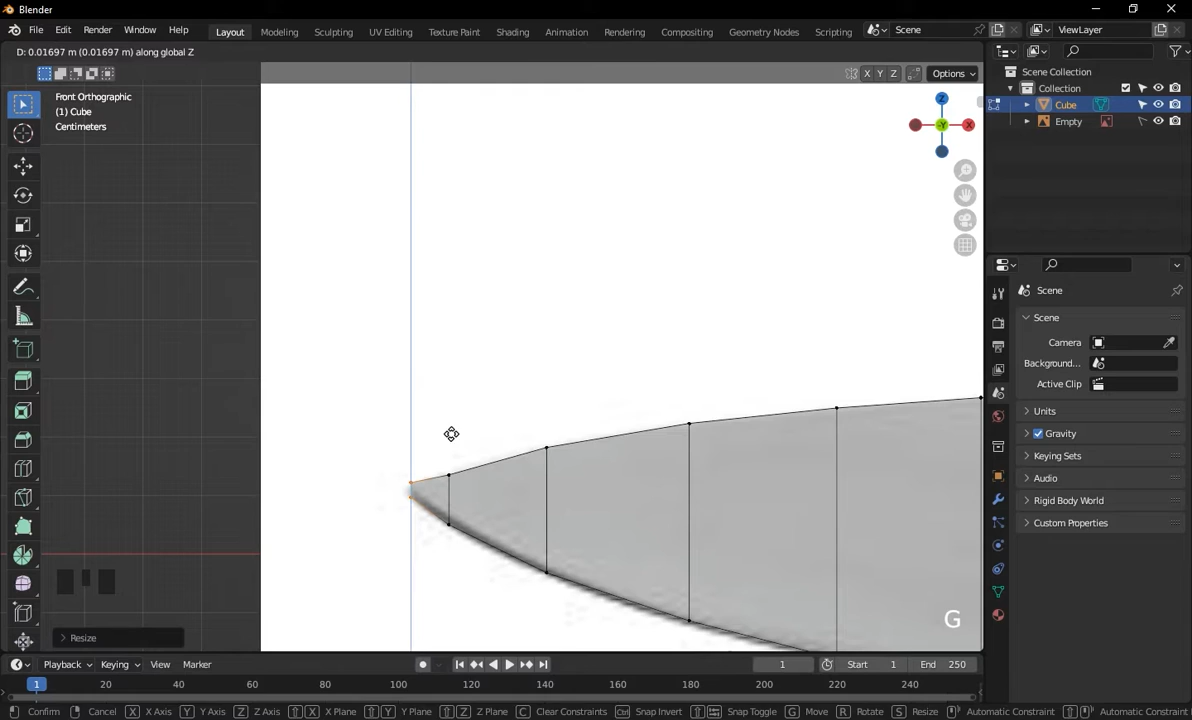 Blender
File Edit Render Window Help Layout Modeling Sculpting UV Editing Texture Paint Shading Animation Rendering Compositing Geometry Nodes Scripting Scene ViewLayer
D: 0.01697 m (0.01697 m) along global Z
X Y Z Options
Front Orthographic
(1) Cube
Centimeters
Z
-Y X
Scene Collection
Collection
Cube
Empty
Scene
Scene
Camera
Background...
Active Clip
Units
Gravity
Keying Sets
Audio
Rigid Body World
Custom Properties
G
Resize
Playback Keying View Marker 1 Start 1 End 250
1 20 40 60 80 100 120 140 160 180 200 220 240
Confirm Cancel X X Axis Y Y Axis Z Z Axis X X Plane Y Y Plane Z Z Plane C Clear Constraints Ctrl Snap Invert Snap Toggle G Move R Rotate S Resize Automatic Constraint Automatic Constraint